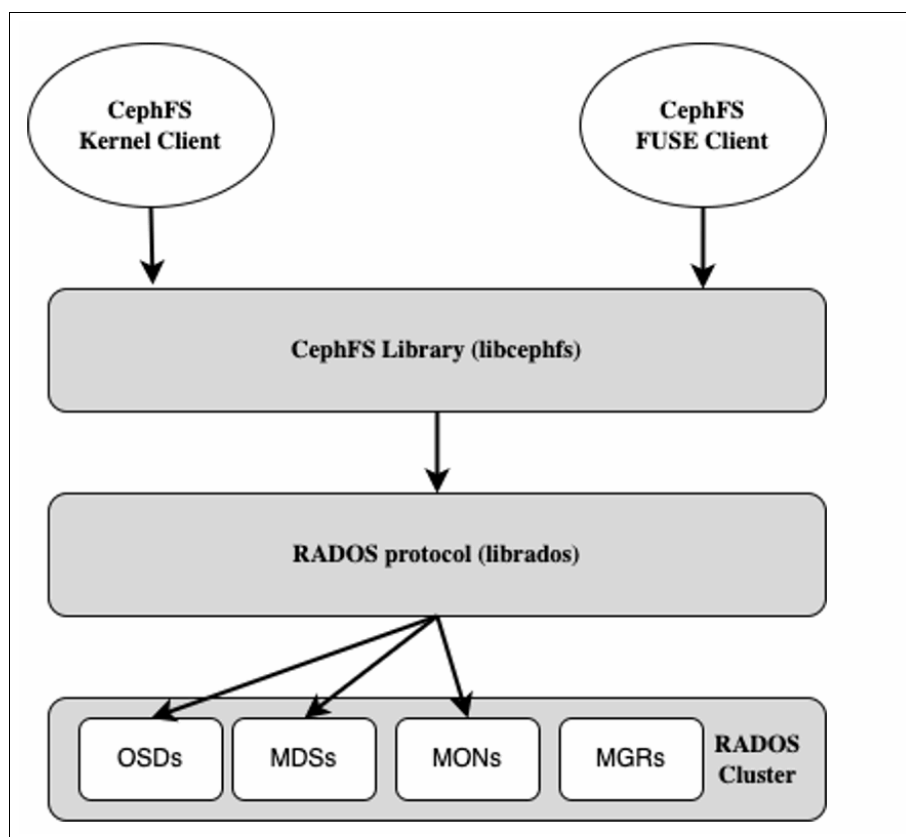 CephFS
Kernel Client
CephFS
FUSE Client
CephFS Library (libcephfs)
RADOS protocol (librados)
OSDs
MDSs
MONs
MGRs
RADOS
Cluster